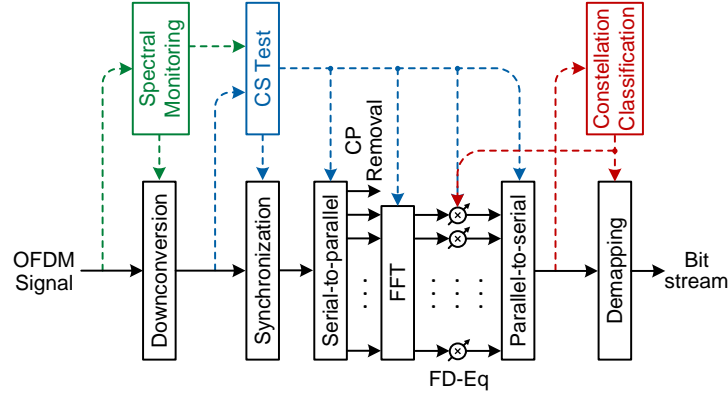 Spectral
Monitoring
CS Test
Constellation
Classification
CP
Removal
OFDM
Signal
Downconversion
Synchronization
Serial-to-parallel
FFT
Parallel-to-serial
Demapping
Bit
stream
FD-Eq